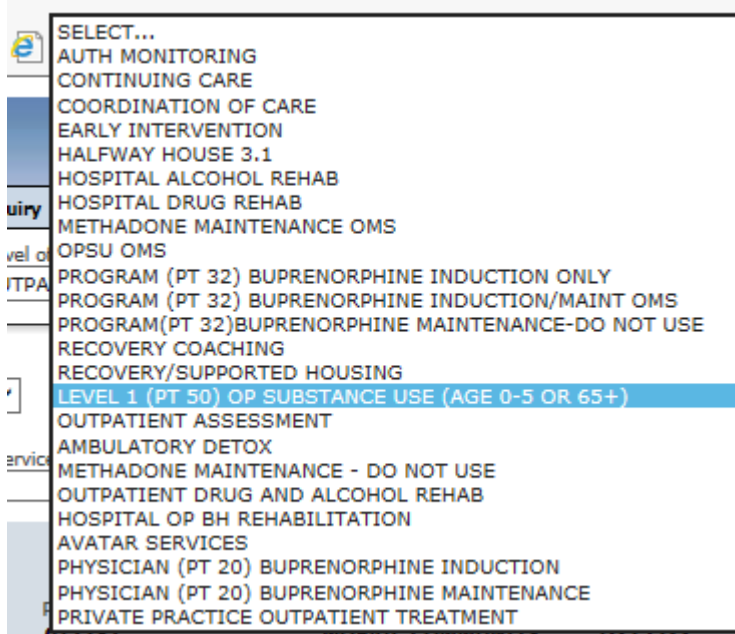 SELECT...
AUTH MONITORING
CONTINUING CARE
COORDINATION OF CARE
EARLY INTERVENTION
HALFWAY HOUSE 3.1
HOSPITAL ALCOHOL REHAB
HOSPITAL DRUG REHAB
uiry
METHADONE MAINTENANCE OMS
vel of
OPSU OMS
UTPA
PROGRAM (PT 32) BUPRENORPHINE INDUCTION ONLY
PROGRAM (PT 32) BUPRENORPHINE INDUCTION/MAINT OMS
PROGRAM(PT 32)BUPRENORPHINE MAINTENANCE-DO NOT USE
RECOVERY COACHING
RECOVERY/SUPPORTED HOUSING
LEVEL 1 (PT 50) OP SUBSTANCE USE (AGE 0-5 OR 65+)
OUTPATIENT ASSESSMENT
AMBULATORY DETOX
ervice
METHADONE MAINTENANCE - DO NOT USE
OUTPATIENT DRUG AND ALCOHOL REHAB
HOSPITAL OP BH REHABILITATION
AVATAR SERVICES
PHYSICIAN (PT 20) BUPRENORPHINE INDUCTION
PHYSICIAN (PT 20) BUPRENORPHINE MAINTENANCE
PRIVATE PRACTICE OUTPATIENT TREATMENT